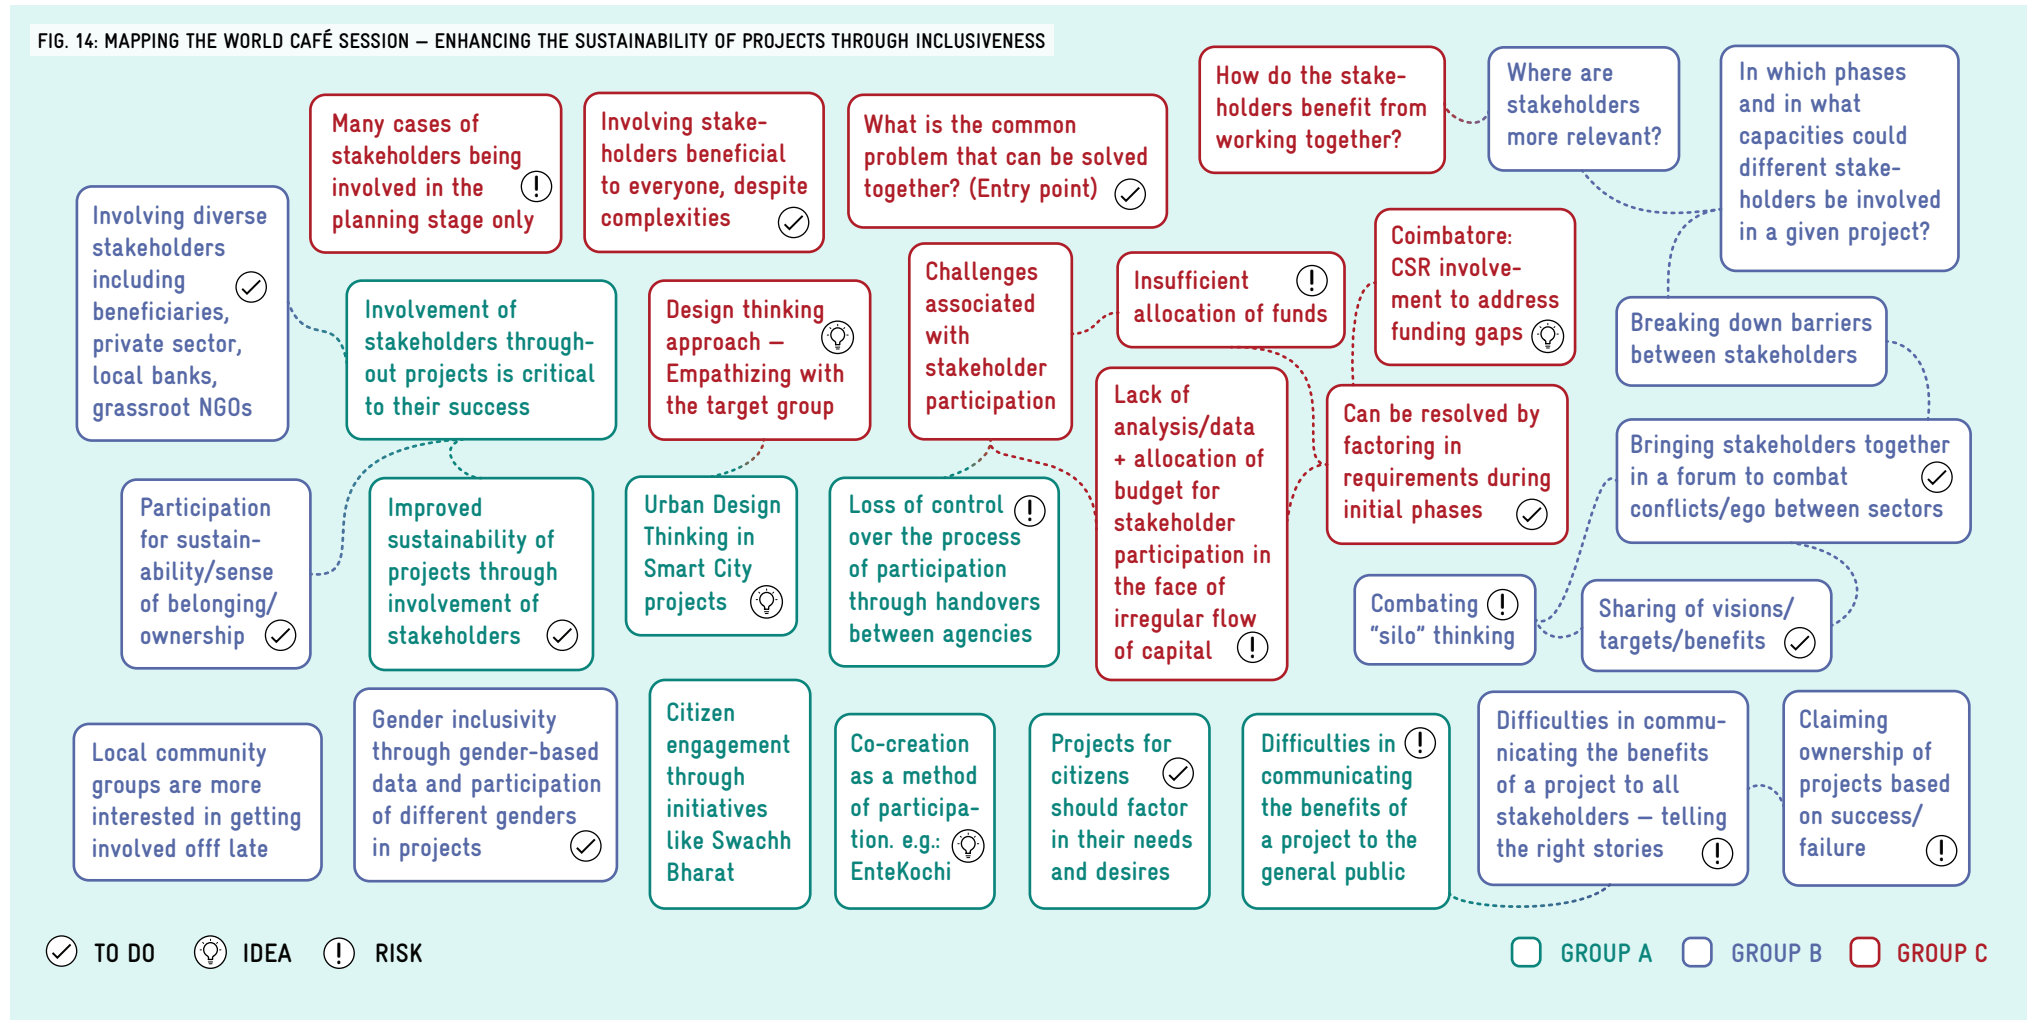 FIG. 14: MAPPING THE WORLD CAFÉ SESSION – ENHANCING THE SUSTAINABILITY OF PROJECTS THROUGH INCLUSIVENESS
Many cases of
stakeholders being
involved in the
planning stage only
Involving stake-
holders beneficial
to everyone, despite
complexities
What is the common
problem that can be solved
together? (Entry point)
How do the stake-
holders benefit from
working together?
Where are
stakeholders
more relevant?
In which phases
and in what
capacities could
different stake-
holders be involved
in a given project?
Involving diverse
stakeholders
including
beneficiaries,
private sector,
local banks,
grassroot NGOs
Involvement of
stakeholders through-
out projects is critical
to their success
Design thinking
approach –
Empathizing with
the target group
Challenges
associated
with
stakeholder
participation
Insufficient
allocation of funds
Coimbatore:
CSR involve-
ment to address
funding gaps
Breaking down barriers
between stakeholders
Lack of
analysis/data
+ allocation of
budget for
stakeholder
participation in
the face of
irregular flow
of capital
Can be resolved by
factoring in
requirements during
initial phases
Bringing stakeholders together
in a forum to combat
conflicts/ego between sectors
Participation
for sustain-
ability/sense
of belonging/
ownership
Improved
sustainability of
projects through
involvement of
stakeholders
Urban Design
Thinking in
Smart City
projects
Loss of control
over the process
of participation
through handovers
between agencies
Combating
"silo" thinking
Sharing of visions/
targets/benefits
Local community
groups are more
interested in getting
involved offf late
Gender inclusivity
through gender-based
data and participation
of different genders
in projects
Citizen
engagement
through
initiatives
like Swachh
Bharat
Co-creation
as a method
of participa-
tion. e.g.:
EnteKochi
Projects for
citizens
should factor
in their needs
and desires
Difficulties in
communicating
the benefits of
a project to the
general public
Difficulties in commu-
nicating the benefits
of a project to all
stakeholders – telling
the right stories
Claiming
ownership of
projects based
on success/
failure
TO DO
IDEA
RISK
GROUP A
GROUP B
GROUP C